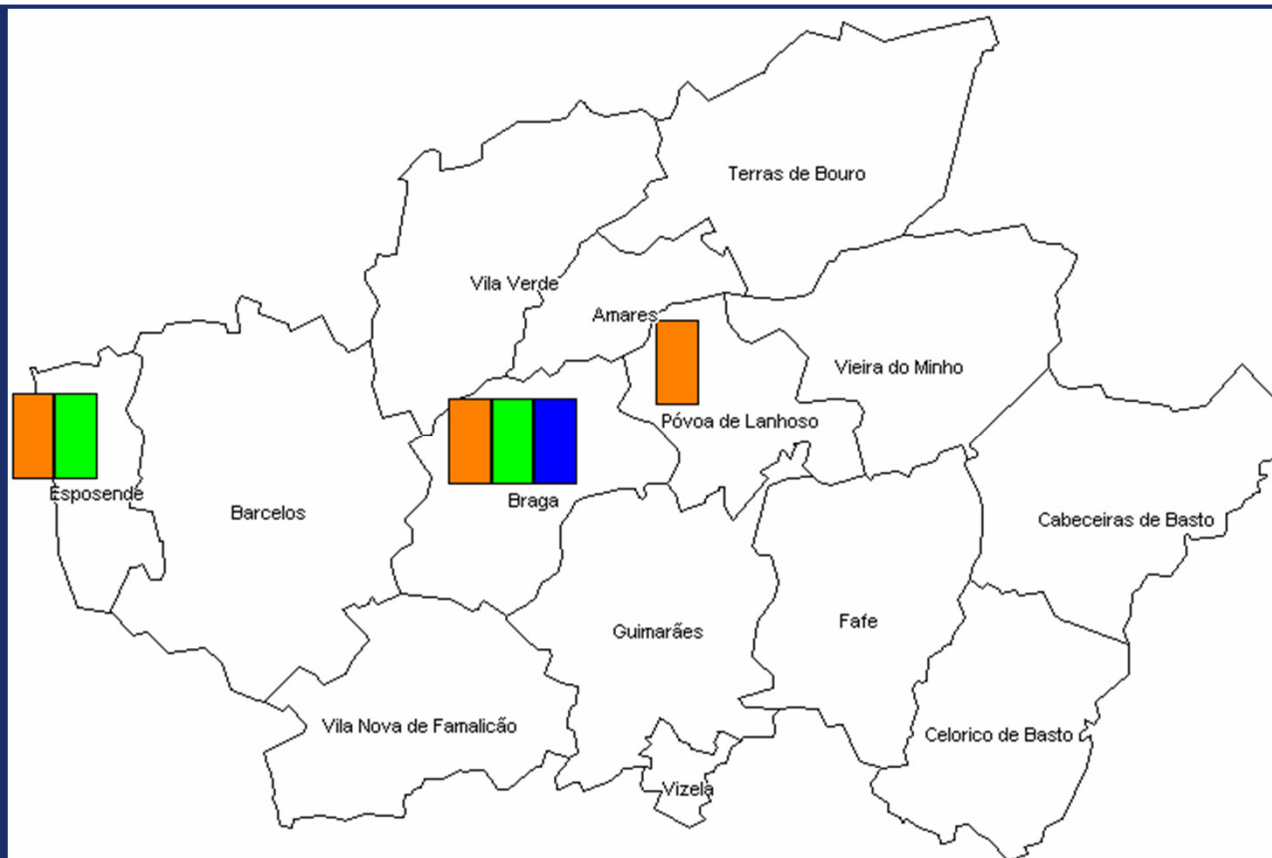 Terras de Bouro
Vila Verde
Amares
Vieira do Minho
Póvoa de Lanhoso
Esposende
Braga
Barcelos
Cabeceiras de Basto
Guimarães
Fafe
Vila Nova de Famalicão
Celorico de Basto
Vizela